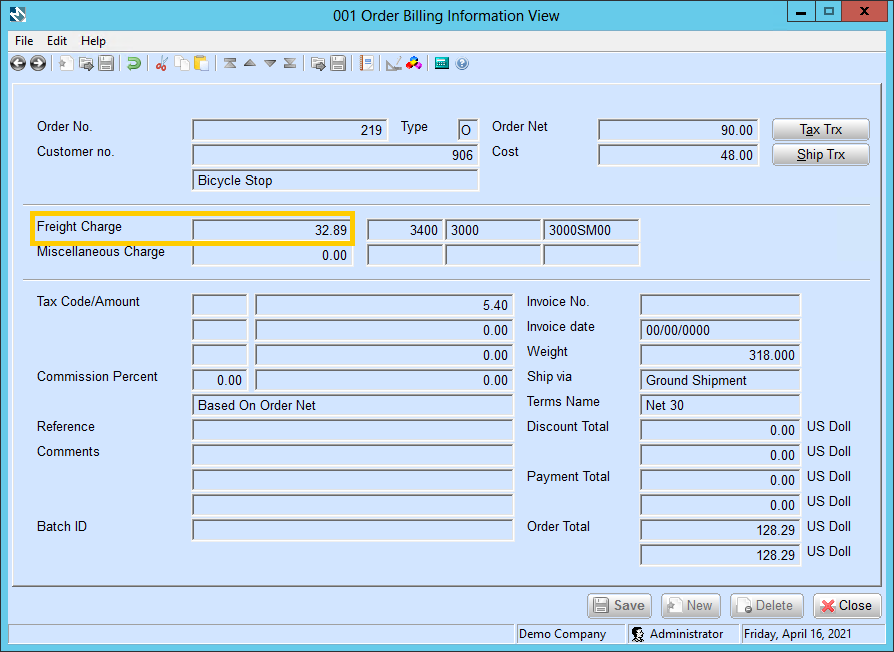 001 Order Billing Information View
File Edit Help
Order No. 219 Type O Order Net 90.00 Tax Trx
Customer no. 906 Cost 48.00 Ship Trx
Bicycle Stop
Freight Charge 32.89 3400 3000 3000SM00
Miscellaneous Charge 0.00
Tax Code/Amount 5.40 Invoice No.
0.00 Invoice date 00/00/0000
0.00 Weight 318.000
Commission Percent 0.00 0.00 Ship via Ground Shipment
Based On Order Net Terms Name Net 30
Reference Discount Total 0.00 US Doll
Comments 0.00 US Doll
Payment Total 0.00 US Doll
0.00 US Doll
Batch ID Order Total 128.29 US Doll
128.29 US Doll
Save New Delete Close
Demo Company Administrator Friday, April 16, 2021